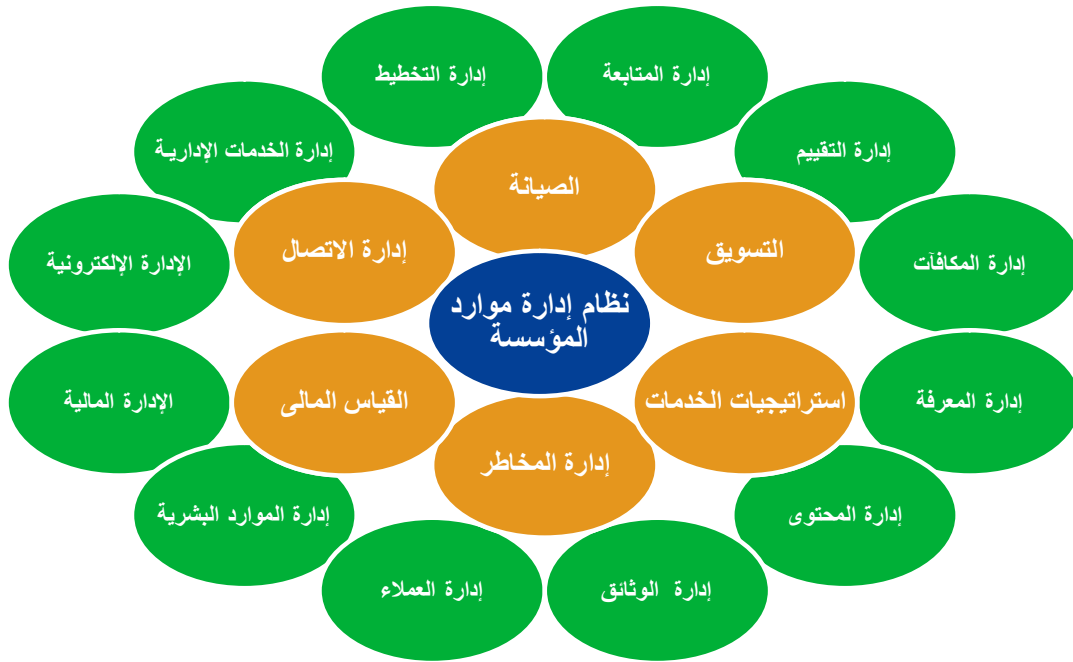 إدارة المتابعة
إدارة التخطيط
إدارة التقييم
إدارة الخدمات الإدارية
الصيانة
التسويق
إدارة الاتصال
إدارة المكافآت
الإدارة الإلكترونية
نظام إدارة موارد
المؤسسة
إدارة المعرفة
استراتيجيات الخدمات
القياس المالى
الإدارة المالية
إدارة المخاطر
إدارة المحتوى
إدارة الموارد البشرية
إدارة الوثائق
إدارة العملاء